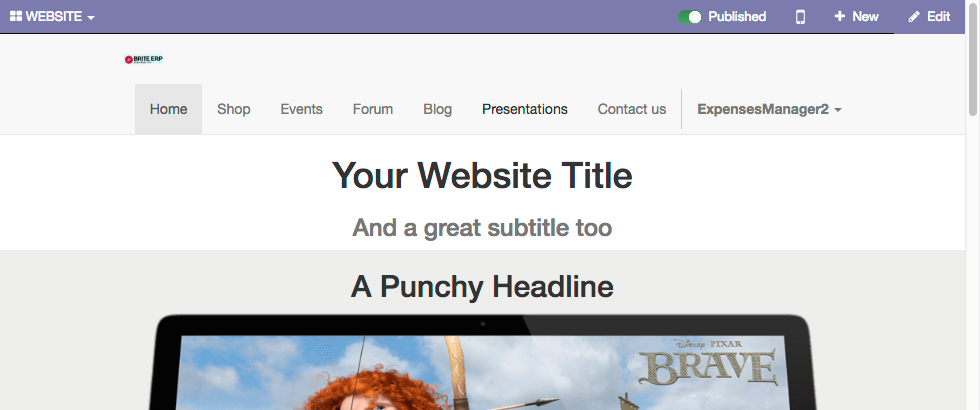 WEBSITE Published New Edit
BRITE ERP
Home Shop Events Forum Blog Presentations Contact us ExpensesManager2
Your Website Title
And a great subtitle too
A Punchy Headline
Disney · PIXAR
BRAVE